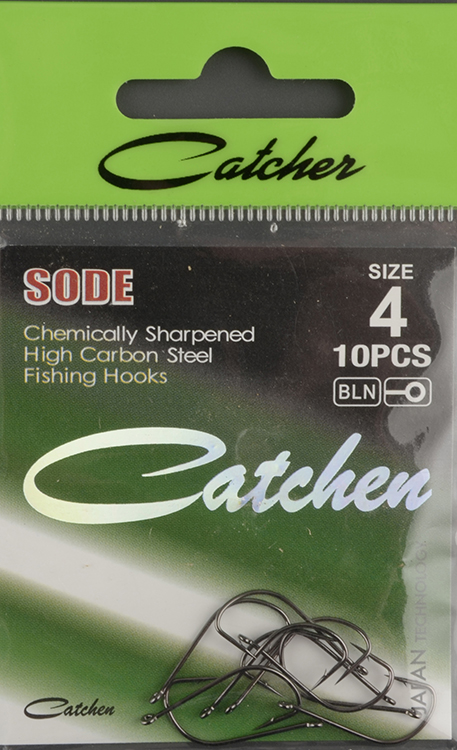 Catcher
SODE
Chemically Sharpened
High Carbon Steel
Fishing Hooks
SIZE
4
10PCS
BLN
Catchen
JAPAN TECHNOLOGY
Catchen